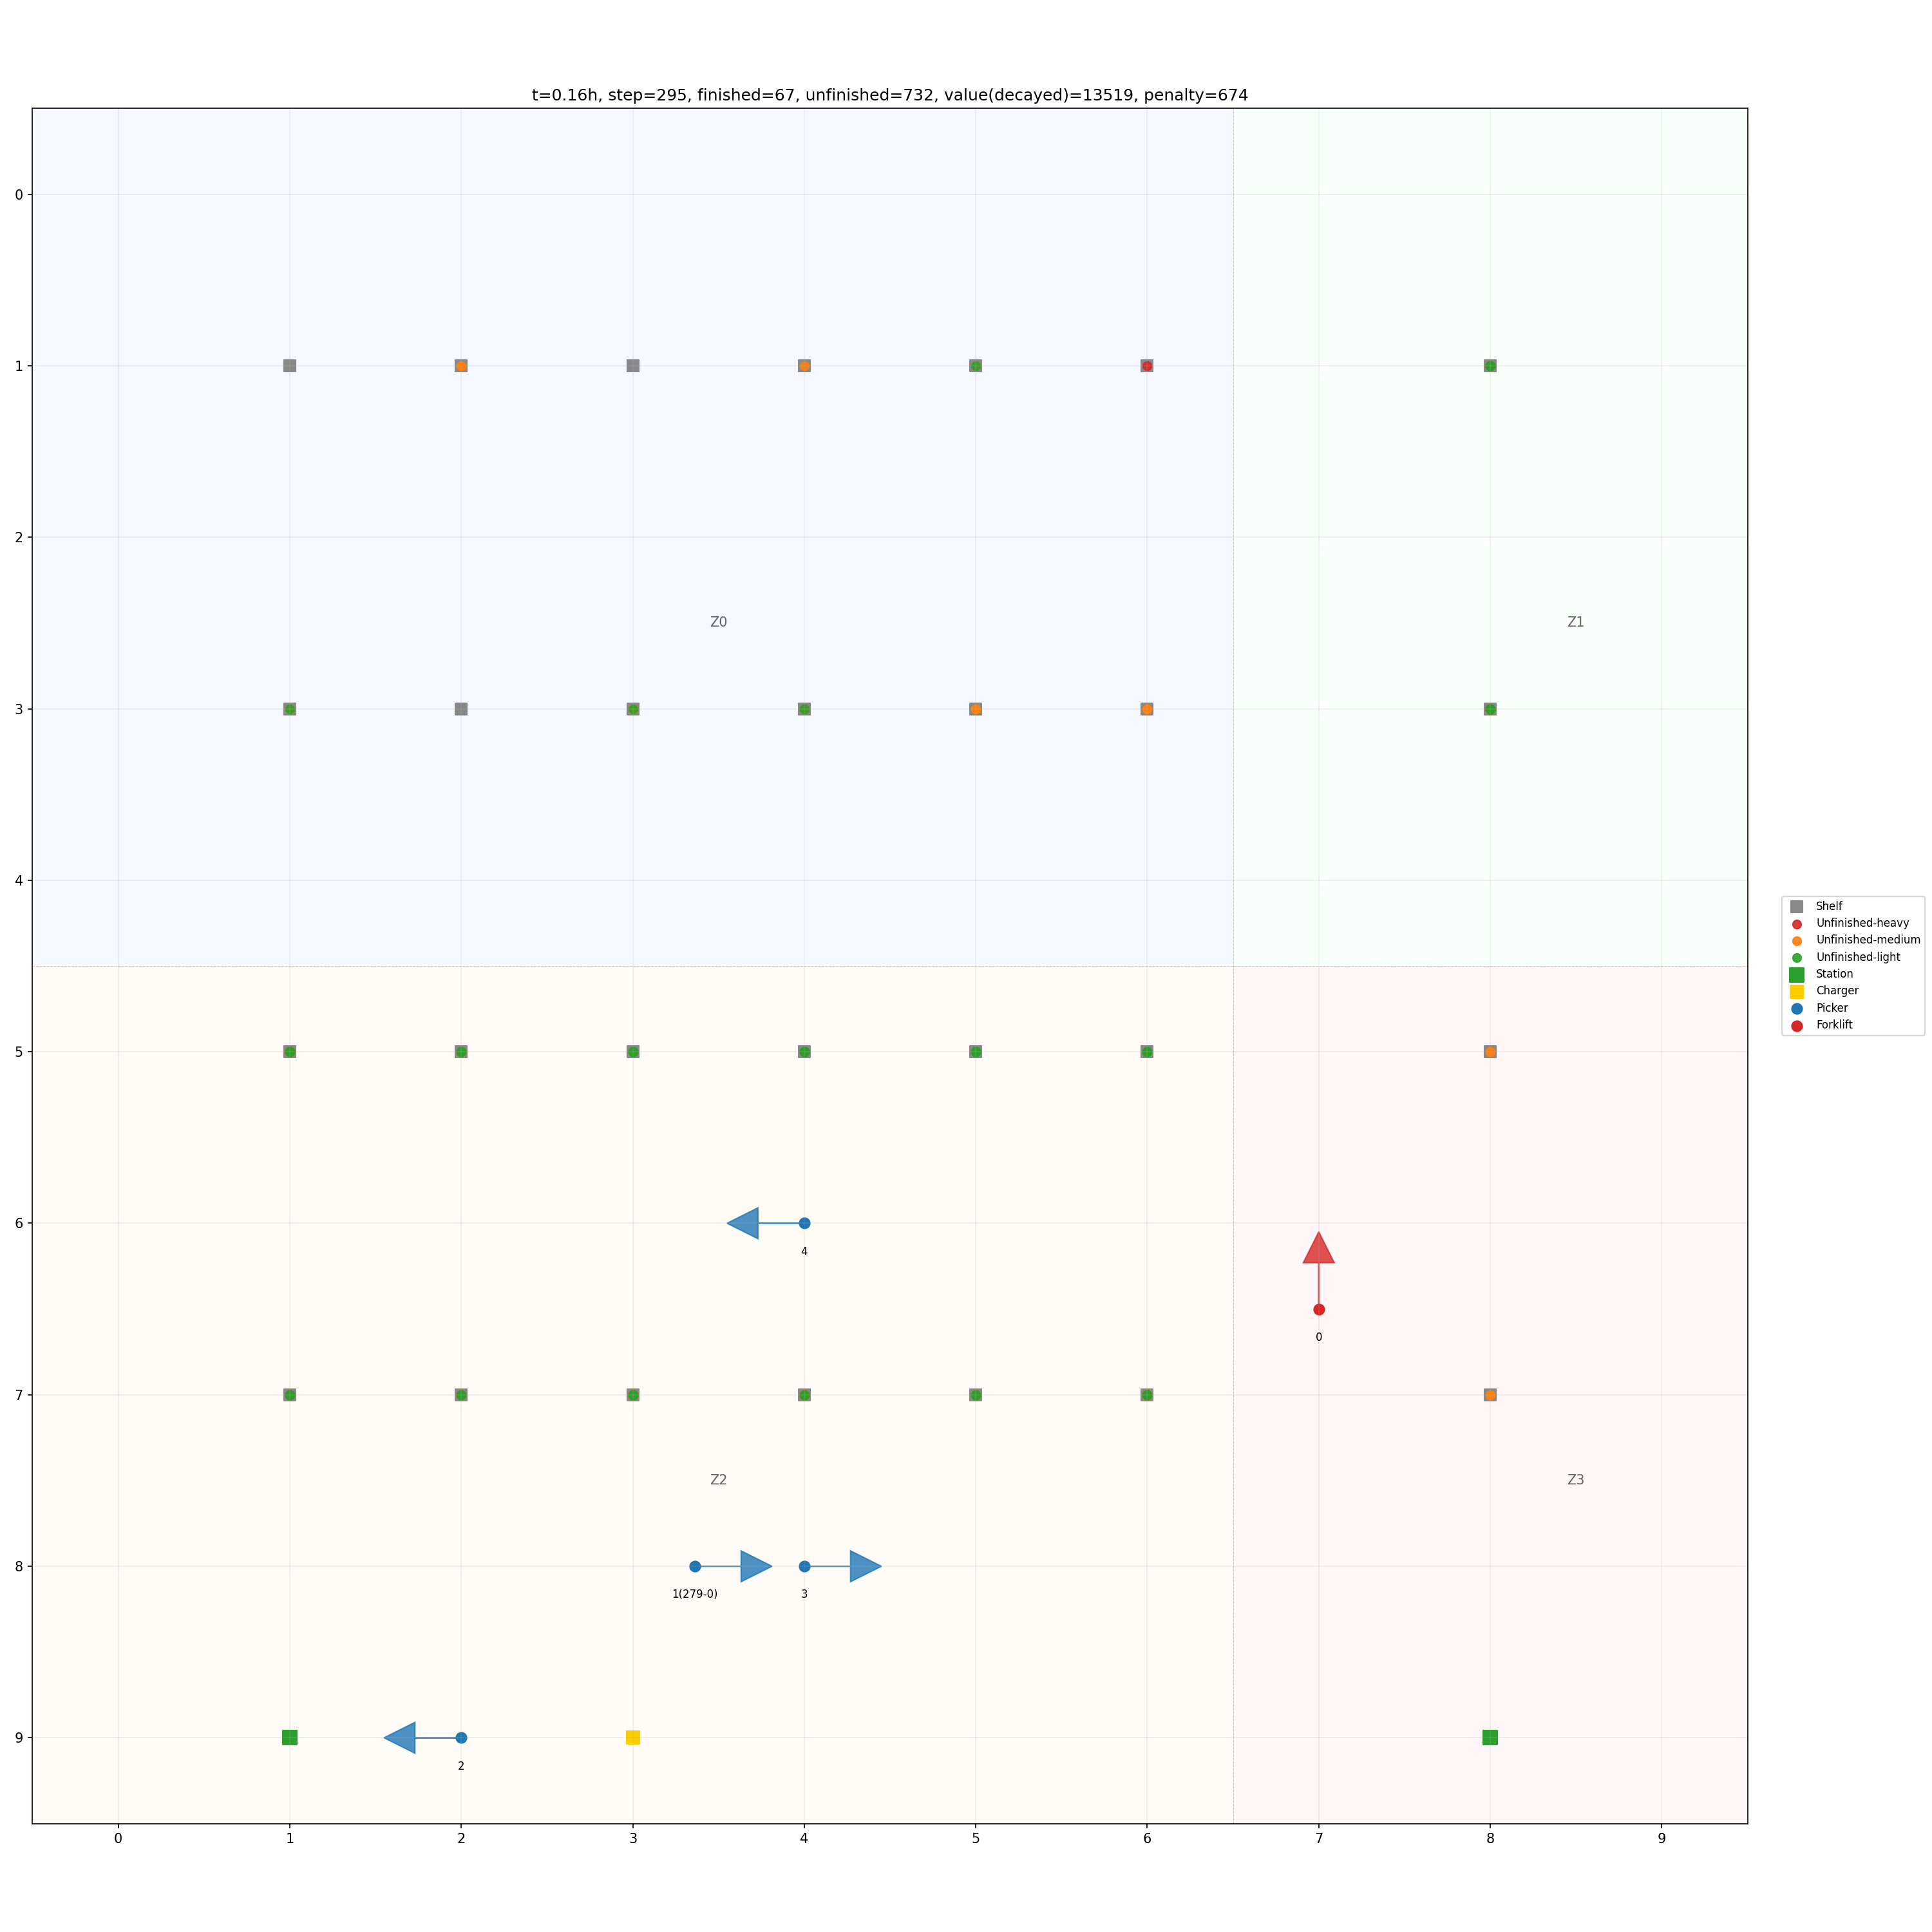 t=0.16h, step=295, finished=67, unfinished=732, value(decayed)=13519, penalty=674
0
1
2
Z0
Z1
3
4
Shelf
Unfinished-heavy
Unfinished-medium
Unfinished-light
Station
Charger
Picker
Forklift
5
6
4
0
7
Z2
Z3
8
1(279-0)
3
9
2
0
1
2
3
4
5
6
7
8
9